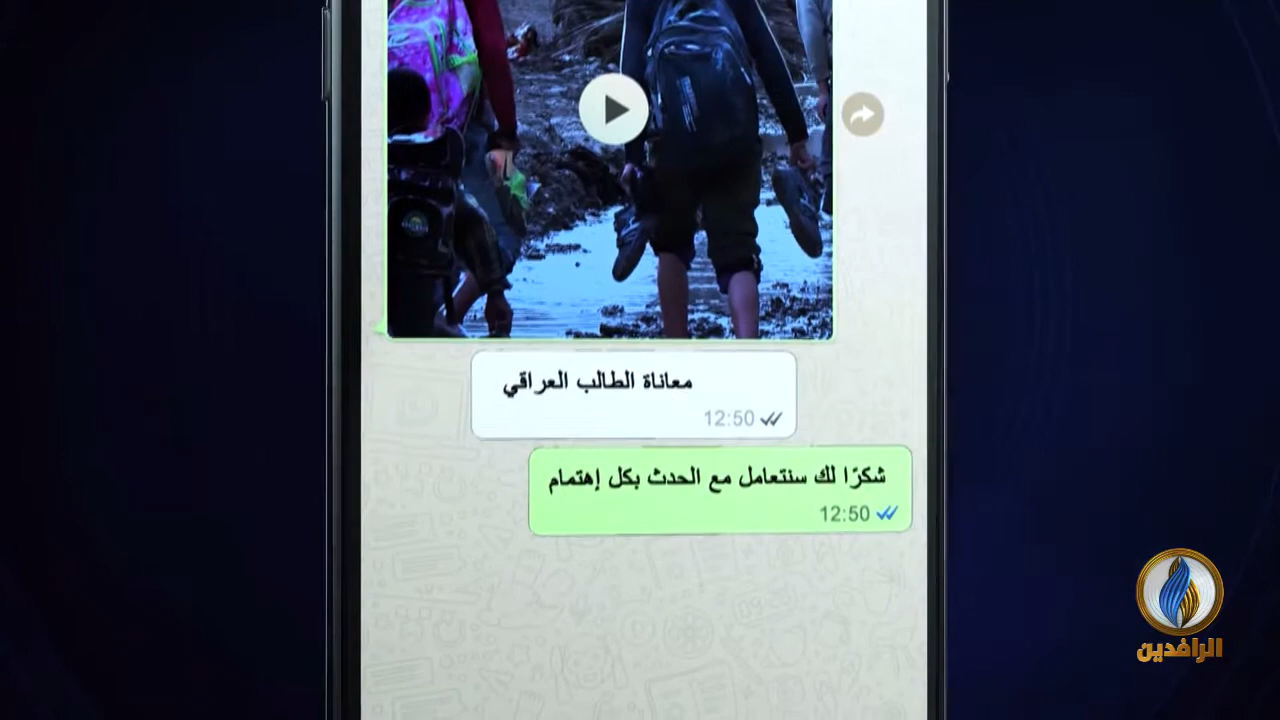 معاناة الطالب العراقي
12:50
شكرًا لك سنتعامل مع الحدث بكل إهتمام
12:50
الرافدين